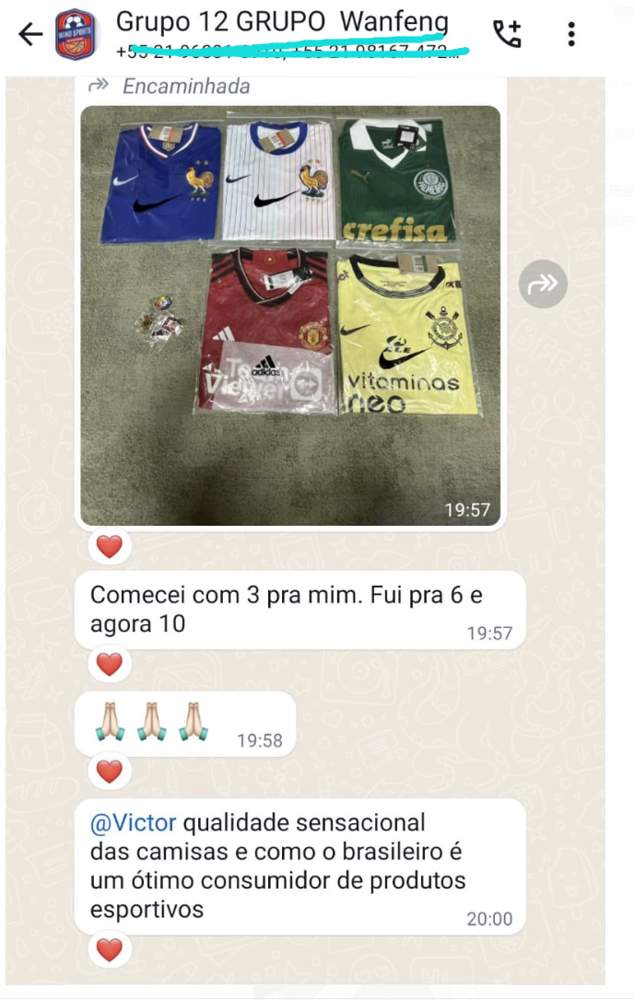 Grupo 12 GRUPO Wanfeng
Encaminhada
crefisa
adidas
vitaminas
neo
19:57
Comecei com 3 pra mim. Fui pra 6 e
agora 10
19:57
19:58
@Victor qualidade sensacional
das camisas e como o brasileiro é
um ótimo consumidor de produtos
esportivos
20:00